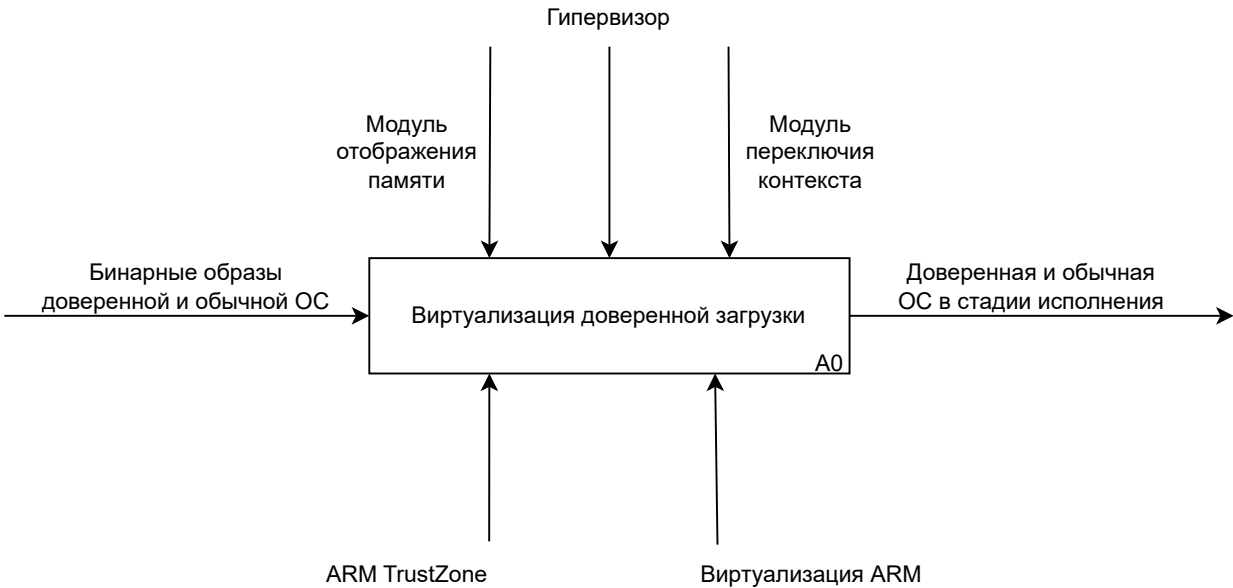 Гипервизор
Модуль
отображения
памяти
Модуль
переключия
контекста
Бинарные образы
доверенной и обычной ОС
Виртуализация доверенной загрузки
A0
Доверенная и обычная
ОС в стадии исполнения
ARM TrustZone
Виртуализация ARM